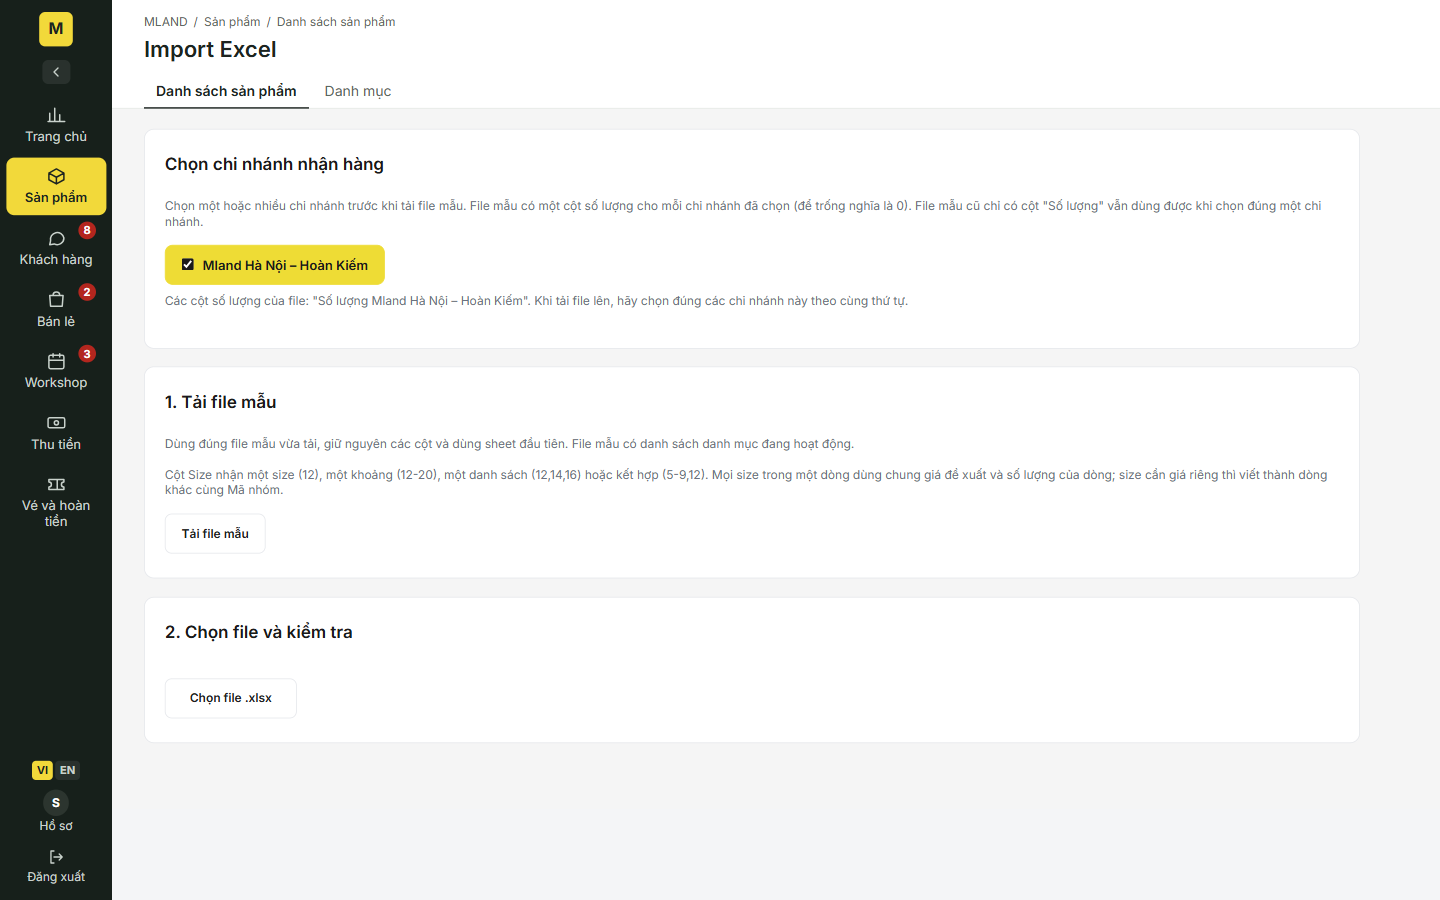 M
MLAND / Sản phẩm / Danh sách sản phẩm
Import Excel
Danh sách sản phẩm
Danh mục
Trang chủ
Sản phẩm
8
Khách hàng
2
Bán lẻ
3
Workshop
Thu tiền
Vé và hoàn
tiền
VI EN
S
Hồ sơ
Đăng xuất
Chọn chi nhánh nhận hàng
Chọn một hoặc nhiều chi nhánh trước khi tải file mẫu. File mẫu có một cột số lượng cho mỗi chi nhánh đã chọn (để trống nghĩa là 0). File mẫu cũ chỉ có cột "Số lượng" vẫn dùng được khi chọn đúng một chi
nhánh.
Mland Hà Nội – Hoàn Kiếm
Các cột số lượng của file: "Số lượng Mland Hà Nội – Hoàn Kiếm". Khi tải file lên, hãy chọn đúng các chi nhánh này theo cùng thứ tự.
1. Tải file mẫu
Dùng đúng file mẫu vừa tải, giữ nguyên các cột và dùng sheet đầu tiên. File mẫu có danh sách danh mục đang hoạt động.
Cột Size nhận một size (12), một khoảng (12-20), một danh sách (12,14,16) hoặc kết hợp (5-9,12). Mọi size trong một dòng dùng chung giá đề xuất và số lượng của dòng; size cần giá riêng thì viết thành dòng
khác cùng Mã nhóm.
Tải file mẫu
2. Chọn file và kiểm tra
Chọn file .xlsx